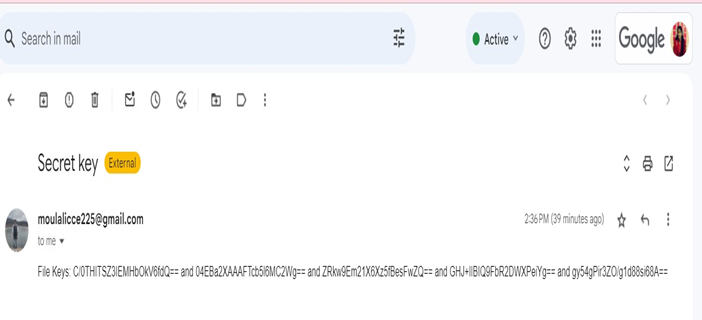 Search in mail
Active
Google
Secret key External
moulalicce225@gmail.com
2:36 PM (39 minutes ago)
to me
File Keys: C/0THITSZ3IEMHbOkV6fdQ== and 04EBa2XAAAFTcb5I6MC2Wg== and ZRkw9Em21X6Xz5fBesFwZQ== and GHJ+IIBIQ9FbR2DWXPeiYg== and gy54gPir3ZO/g1d88si68A==